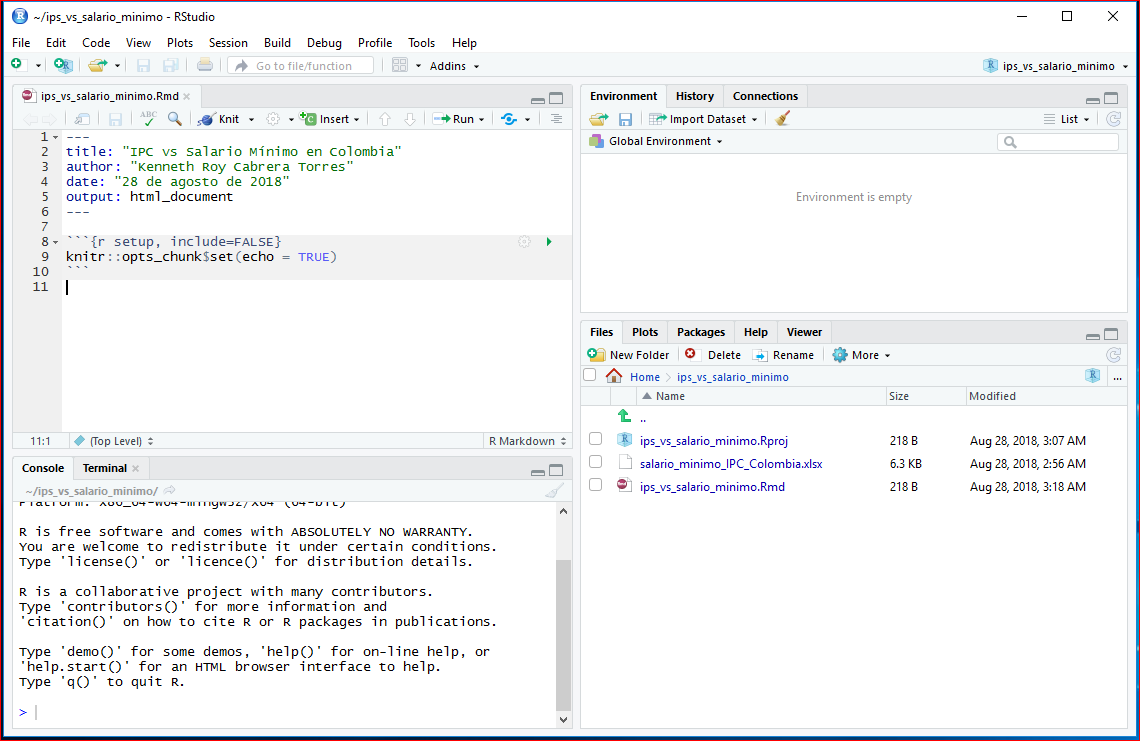 ~/ips_vs_salario_minimo - RStudio
File Edit Code View Plots Session Build Debug Profile Tools Help
Go to file/function Addins ips_vs_salario_minimo
ips_vs_salario_minimo.Rmd
ABC Knit Insert Run
1 ---
2 title: "IPC vs Salario Mínimo en Colombia"
3 author: "Kenneth Roy Cabrera Torres"
4 date: "28 de agosto de 2018"
5 output: html_document
6 ---
7
8 ```{r setup, include=FALSE}
9 knitr::opts_chunk$set(echo = TRUE)
10 ```
11
11:1 (Top Level) R Markdown
Console Terminal
~/ips_vs_salario_minimo/
Platform: x86_64-w64-mingw32/x64 (64-bit)
R is free software and comes with ABSOLUTELY NO WARRANTY.
You are welcome to redistribute it under certain conditions.
Type 'license()' or 'licence()' for distribution details.
R is a collaborative project with many contributors.
Type 'contributors()' for more information and
'citation()' on how to cite R or R packages in publications.
Type 'demo()' for some demos, 'help()' for on-line help, or
'help.start()' for an HTML browser interface to help.
Type 'q()' to quit R.
>
Environment History Connections
Import Dataset List
Global Environment
Environment is empty
Files Plots Packages Help Viewer
New Folder Delete Rename More
Home ips_vs_salario_minimo ...
Name Size Modified
..
ips_vs_salario_minimo.Rproj 218 B Aug 28, 2018, 3:07 AM
salario_minimo_IPC_Colombia.xlsx 6.3 KB Aug 28, 2018, 2:56 AM
ips_vs_salario_minimo.Rmd 218 B Aug 28, 2018, 3:18 AM